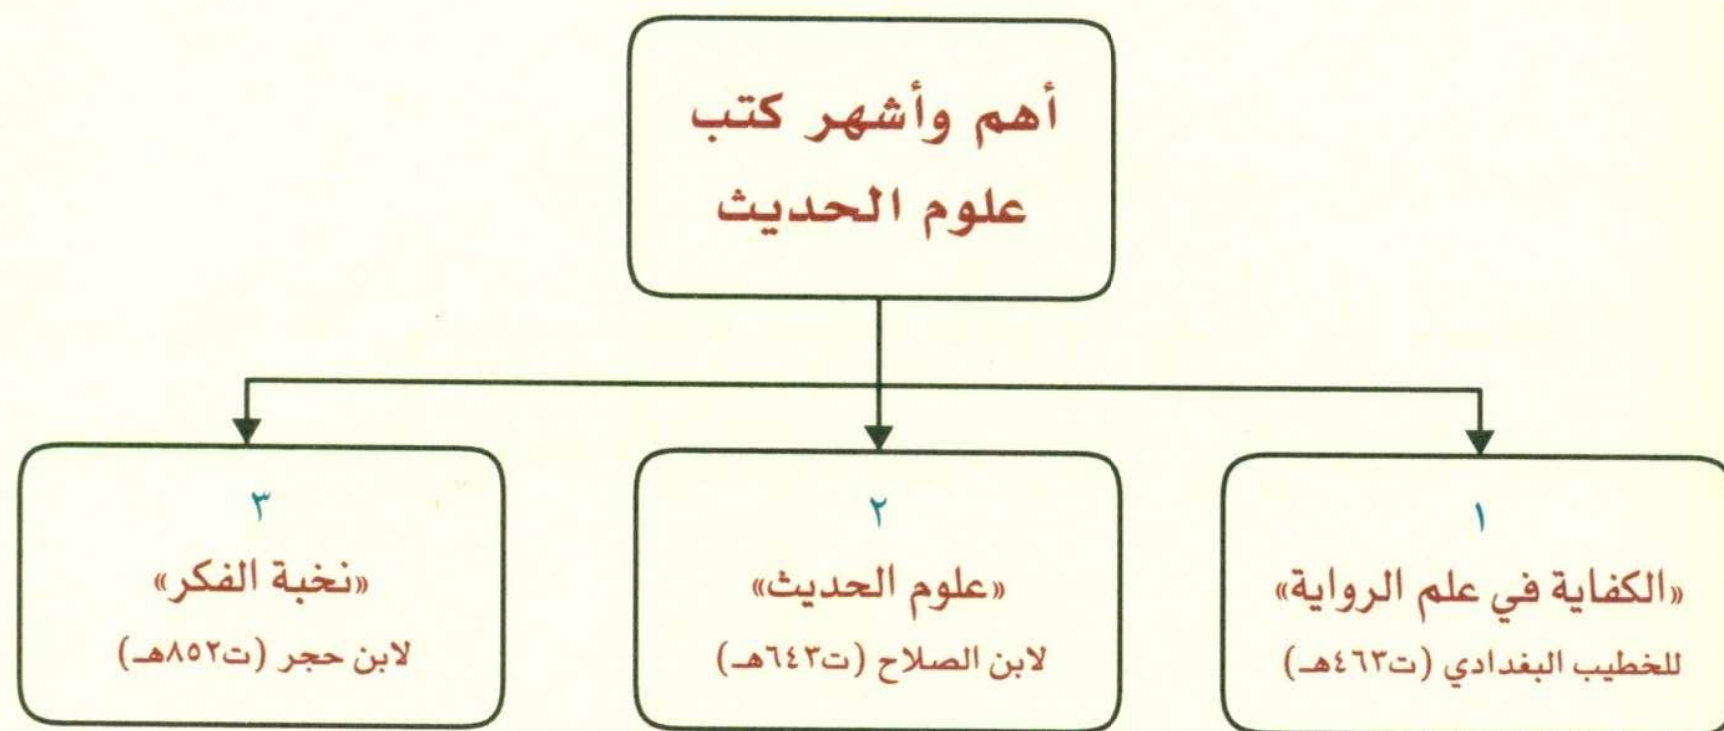 أهم وأشهر كتب
علوم الحديث
١
«الكفاية في علم الرواية»
للخطيب البغدادي (ت٤٦٣هـ)
٢
«علوم الحديث»
لابن الصلاح (ت٦٤٣هـ)
٣
«نخبة الفكر»
لابن حجر (ت٨٥٢هـ)